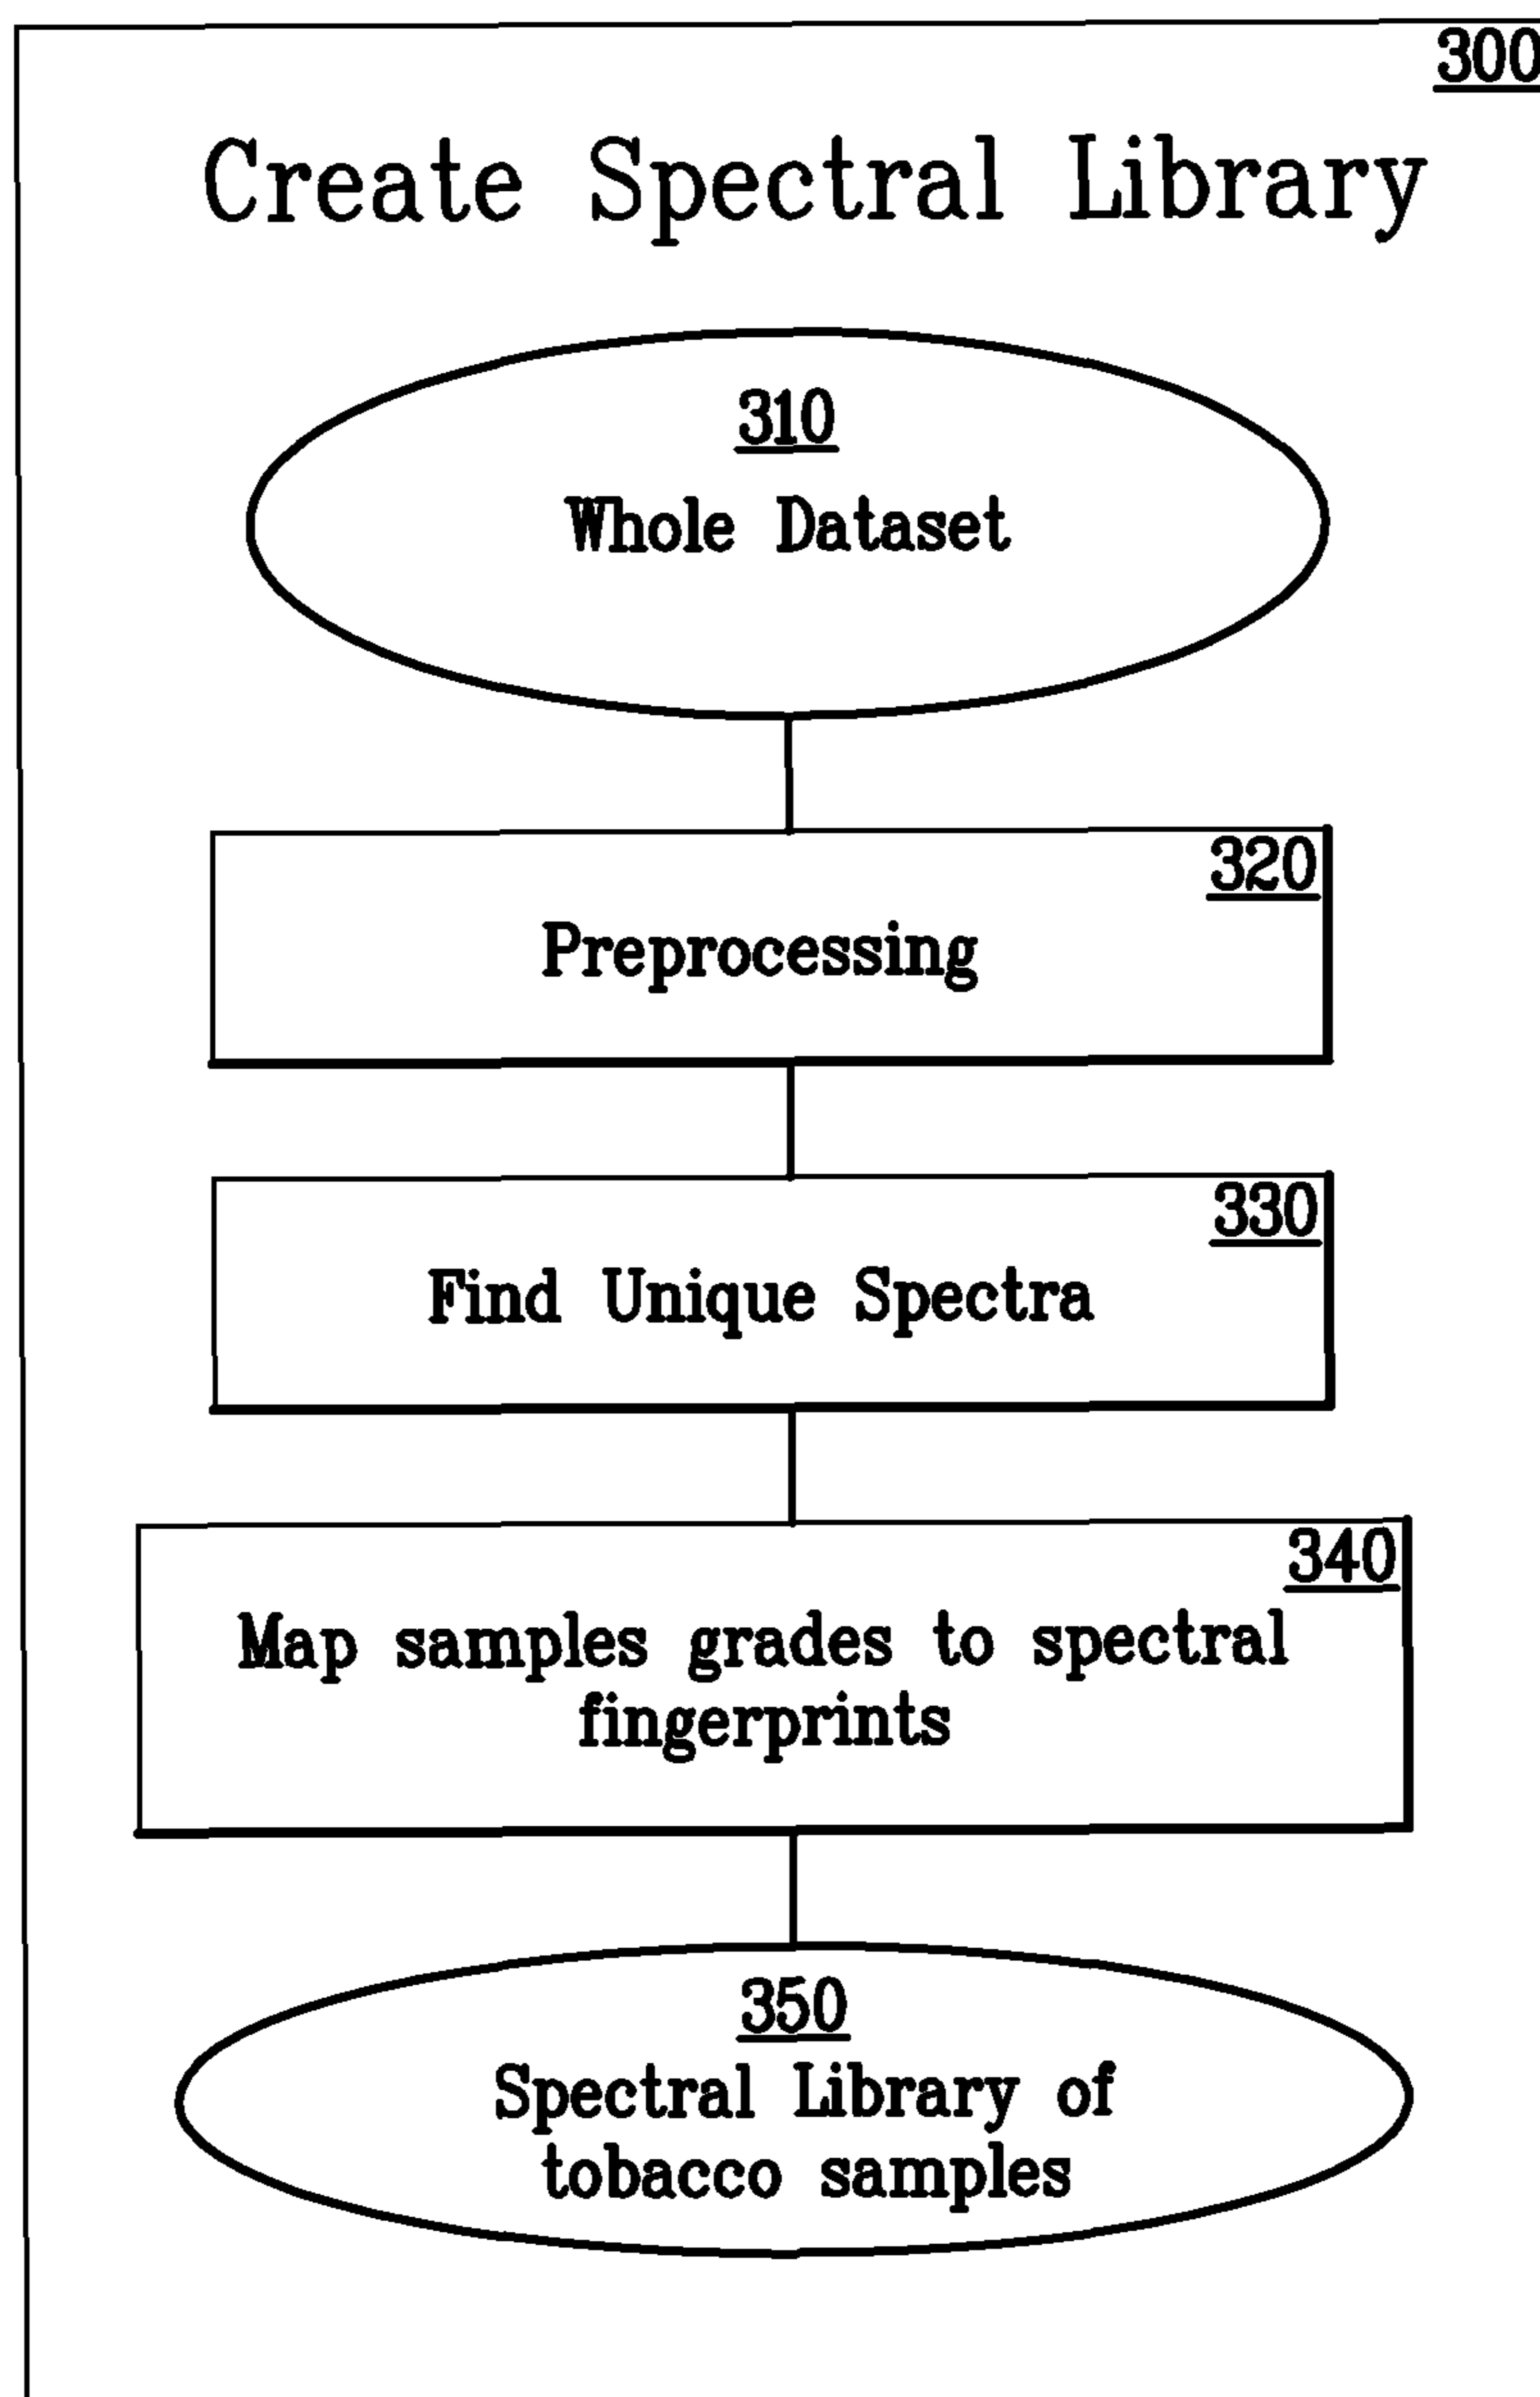 300
Create Spectral Library
310
Whole Dataset
320
Preprocessing
330
Find Unique Spectra
340
Map samples grades to spectral
fingerprints
350
Spectral Library of
tobacco samples